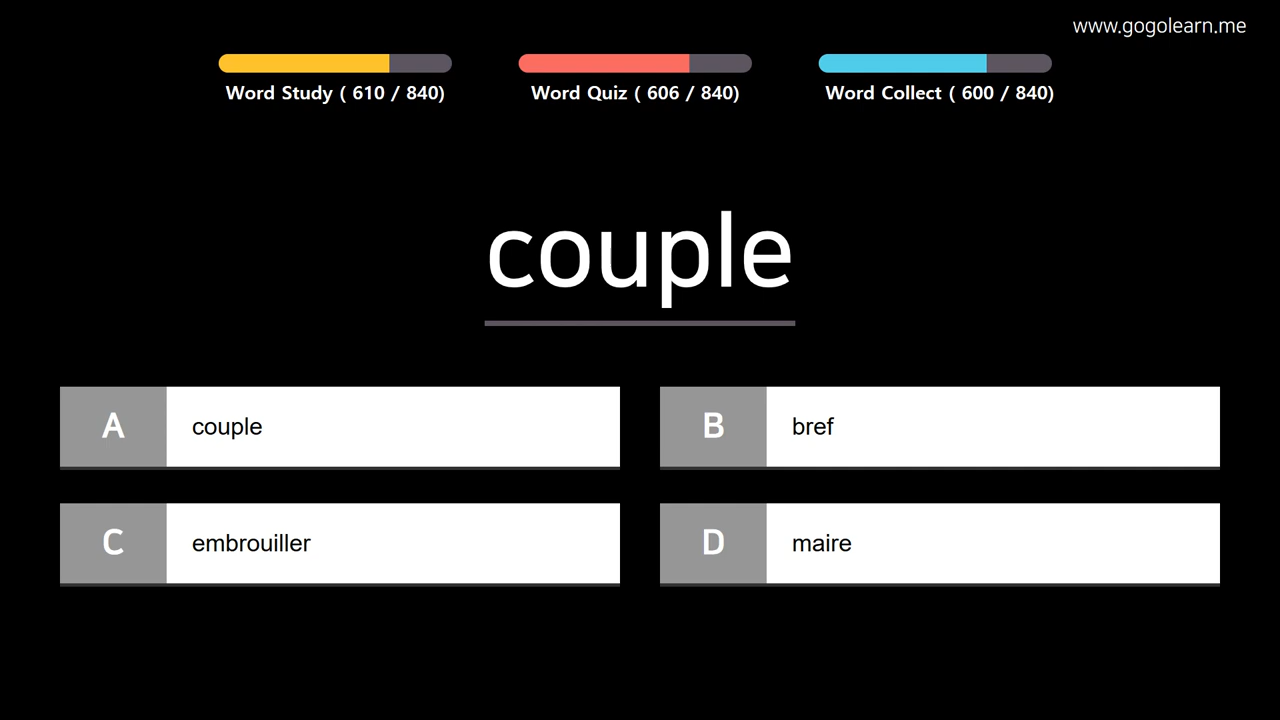 www.gogolearn.me
Word Study ( 610 / 840)
Word Quiz ( 606 / 840)
Word Collect ( 600 / 840)
couple
A couple
B bref
C embrouiller
D maire